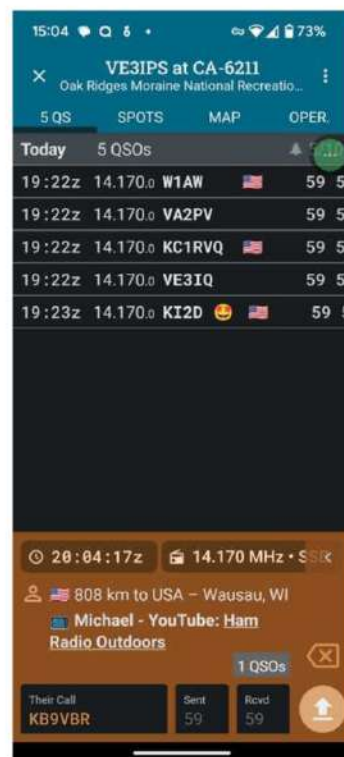 15:04 73%
VE3IPS at CA-6211
Oak Ridges Moraine National Recreatio...
5 QS SPOTS MAP OPER.
Today 5 QSOs
19:22z 14.170.0 W1AW 🇺🇸 59 5
19:22z 14.170.0 VA2PV 59 5
19:22z 14.170.0 KC1RVQ 🇺🇸 59 5
19:22z 14.170.0 VE3IQ 59 5
19:23z 14.170.0 KI2D 🤩 🇺🇸 59
20:04:17z 14.170 MHz •
🇺🇸 808 km to USA – Wausau, WI
📺 Michael - YouTube: Ham
Radio Outdoors
1 QSOs
Their Call Sent Rcvd
KB9VBR 59 59